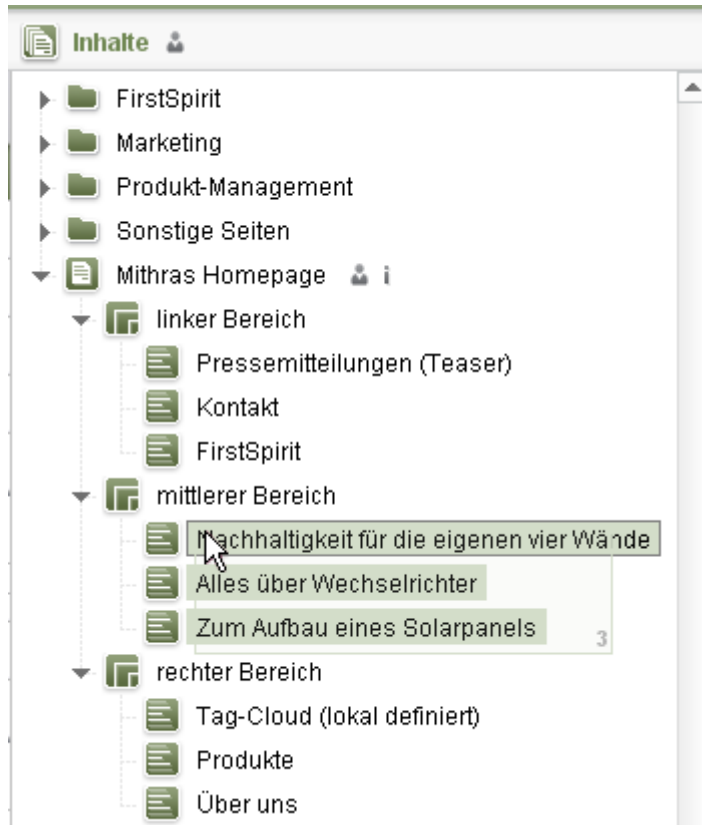 Inhalte
FirstSpirit
Marketing
Produkt-Management
Sonstige Seiten
Mithras Homepage i
linker Bereich
Pressemitteilungen (Teaser)
Kontakt
FirstSpirit
mittlerer Bereich
Nachhaltigkeit für die eigenen vier Wände
Alles über Wechselrichter
Zum Aufbau eines Solarpanels
3
rechter Bereich
Tag-Cloud (lokal definiert)
Produkte
Über uns